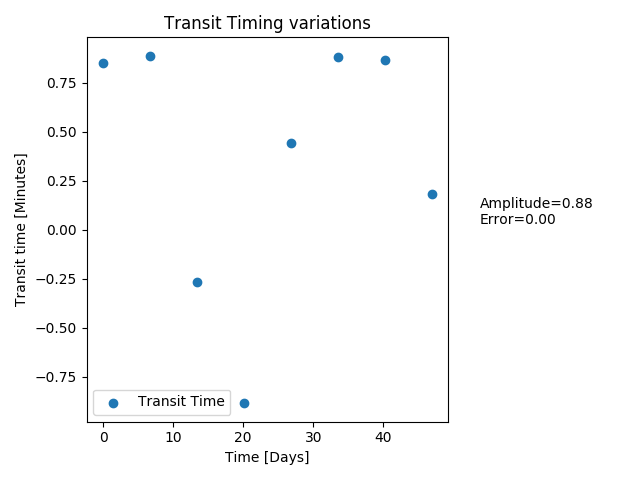 Transit Timing variations
Transit time [Minutes]
0.75
0.50
0.25
0.00
−0.25
−0.50
−0.75
Transit Time
0 10 20 30 40
Time [Days]
Amplitude=0.88
Error=0.00